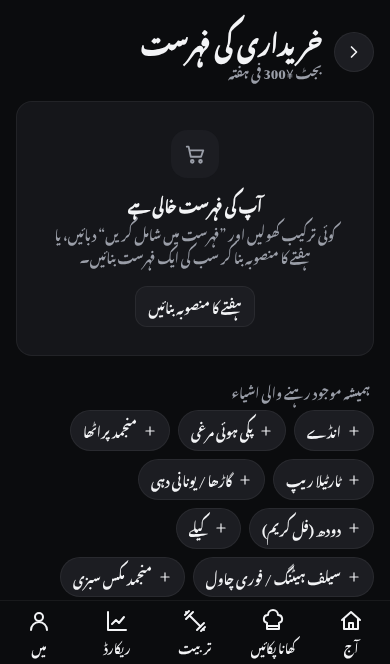 خریداری کی فہرست
بجٹ ¥300 فی ہفتہ
آپ کی فہرست خالی ہے
کوئی ترکیب کھولیں اور "فہرست میں شامل کریں" دبائیں، یا
ہفتے کا منصوبہ بنا کر سب کی ایک فہرست بنائیں۔
ہفتے کا منصوبہ بنائیں
ہمیشہ موجود رہنے والی اشیاء
+ انڈے + پکی ہوئی مرغی + منجمد پراٹھا
+ ٹارٹیلا ریپ + گاڑھا / یونانی دہی
+ دودھ (فل کریم) + کیلے
+ سیلف ہیٹنگ / فوری چاول + منجمد مکس سبزی
آج کھانا پکائیں تربیت ریکارڈ میں